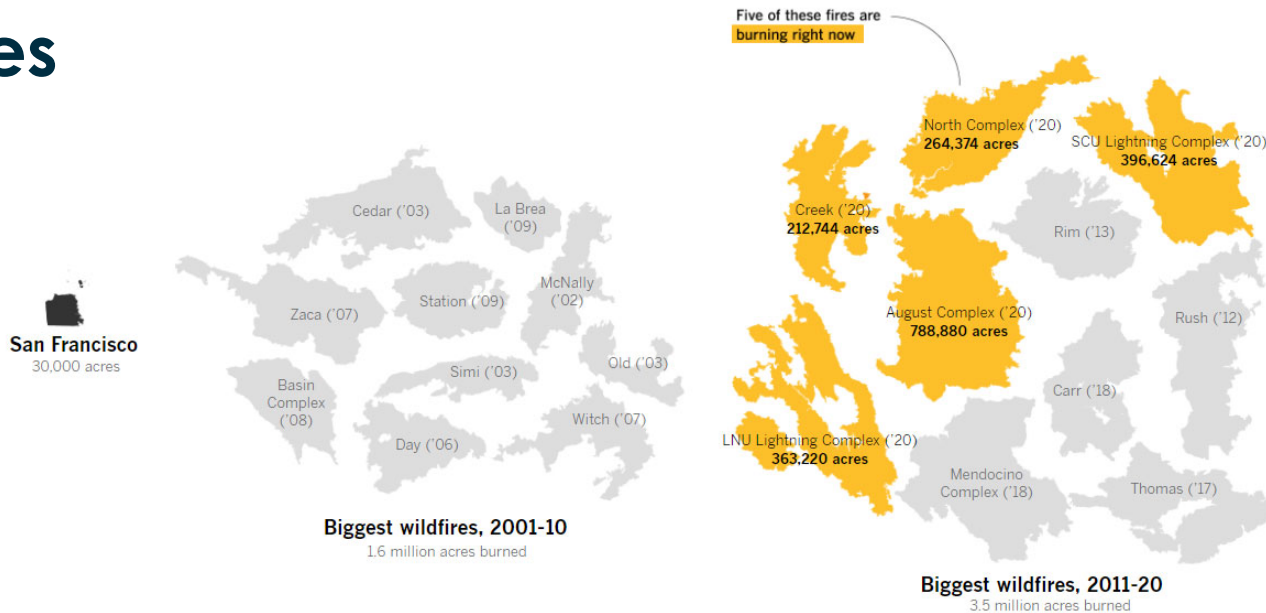 es
San Francisco
30,000 acres
Cedar ('03)
La Brea
('09)
Zaca ('07)
Station ('09)
McNally
('02)
Basin
Complex
('08)
Simi ('03)
Old ('03)
Day ('06)
Witch ('07)
Biggest wildfires, 2001-10
1.6 million acres burned
Five of these fires are
burning right now
North Complex ('20)
264,374 acres
SCU Lightning Complex ('20)
396,624 acres
Creek ('20)
212,744 acres
Rim ('13)
August Complex ('20)
788,880 acres
Rush ('12)
Carr ('18)
LNU Lightning Complex ('20)
363,220 acres
Mendocino
Complex ('18)
Thomas ('17)
Biggest wildfires, 2011-20
3.5 million acres burned